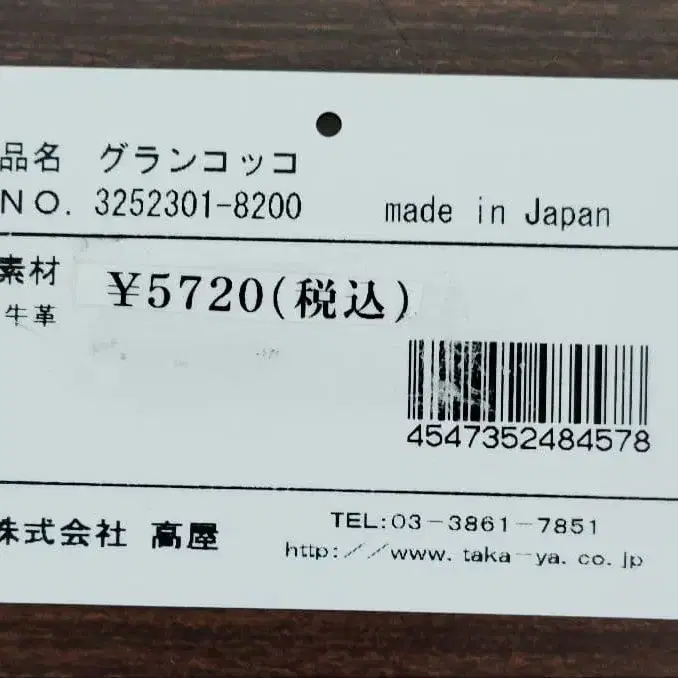 品名 グランコッコ
NO. 3252301-8200 made in Japan
素材 ¥5720(税込)
牛革
4547352484578
株式会社 高屋
TEL:03-3861-7851
http://www.taka-ya.co.jp